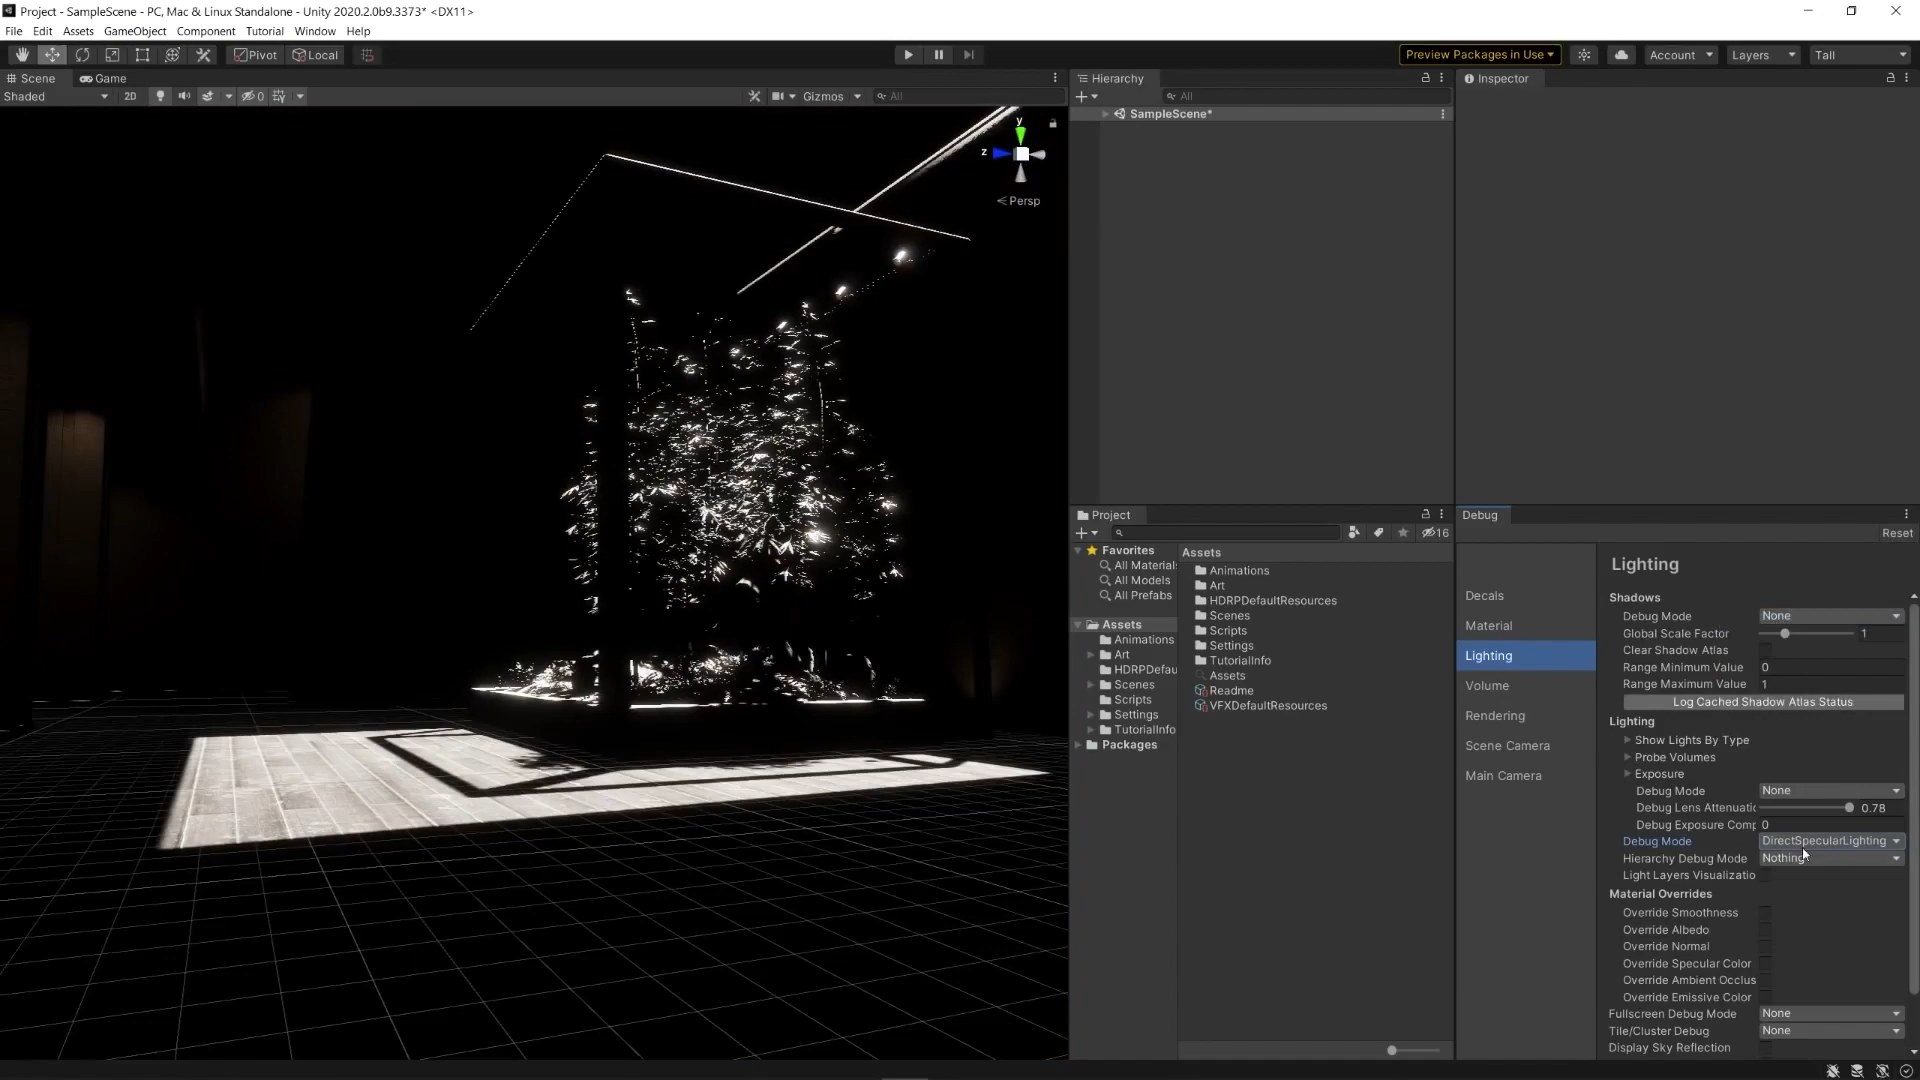 Project - SampleScene - PC, Mac & Linux Standalone - Unity 2020.2.0b9.3373* <DX11>
File Edit Assets GameObject Component Tutorial Window Help
Pivot Local
Preview Packages in Use Account Layers Tall
Scene Game
Shaded 2D 0 Gizmos All
y
z
Persp
Hierarchy
All
SampleScene*
Inspector
Project
16
Favorites
All Material
All Models
All Prefabs
Assets
Animations
Art
HDRPDefau
Scenes
Scripts
Settings
TutorialInfo
Packages
Assets
Animations
Art
HDRPDefaultResources
Scenes
Scripts
Settings
TutorialInfo
Assets
Readme
VFXDefaultResources
Debug
Reset
Decals
Material
Lighting
Volume
Rendering
Scene Camera
Main Camera
Lighting
Shadows
Debug Mode None
Global Scale Factor 1
Clear Shadow Atlas
Range Minimum Value 0
Range Maximum Value 1
Log Cached Shadow Atlas Status
Lighting
Show Lights By Type
Probe Volumes
Exposure
Debug Mode None
Debug Lens Attenuatic 0.78
Debug Exposure Comp 0
Debug Mode DirectSpecularLighting
Hierarchy Debug Mode Nothing
Light Layers Visualizatio
Material Overrides
Override Smoothness
Override Albedo
Override Normal
Override Specular Color
Override Ambient Occlus
Override Emissive Color
Fullscreen Debug Mode None
Tile/Cluster Debug None
Display Sky Reflection